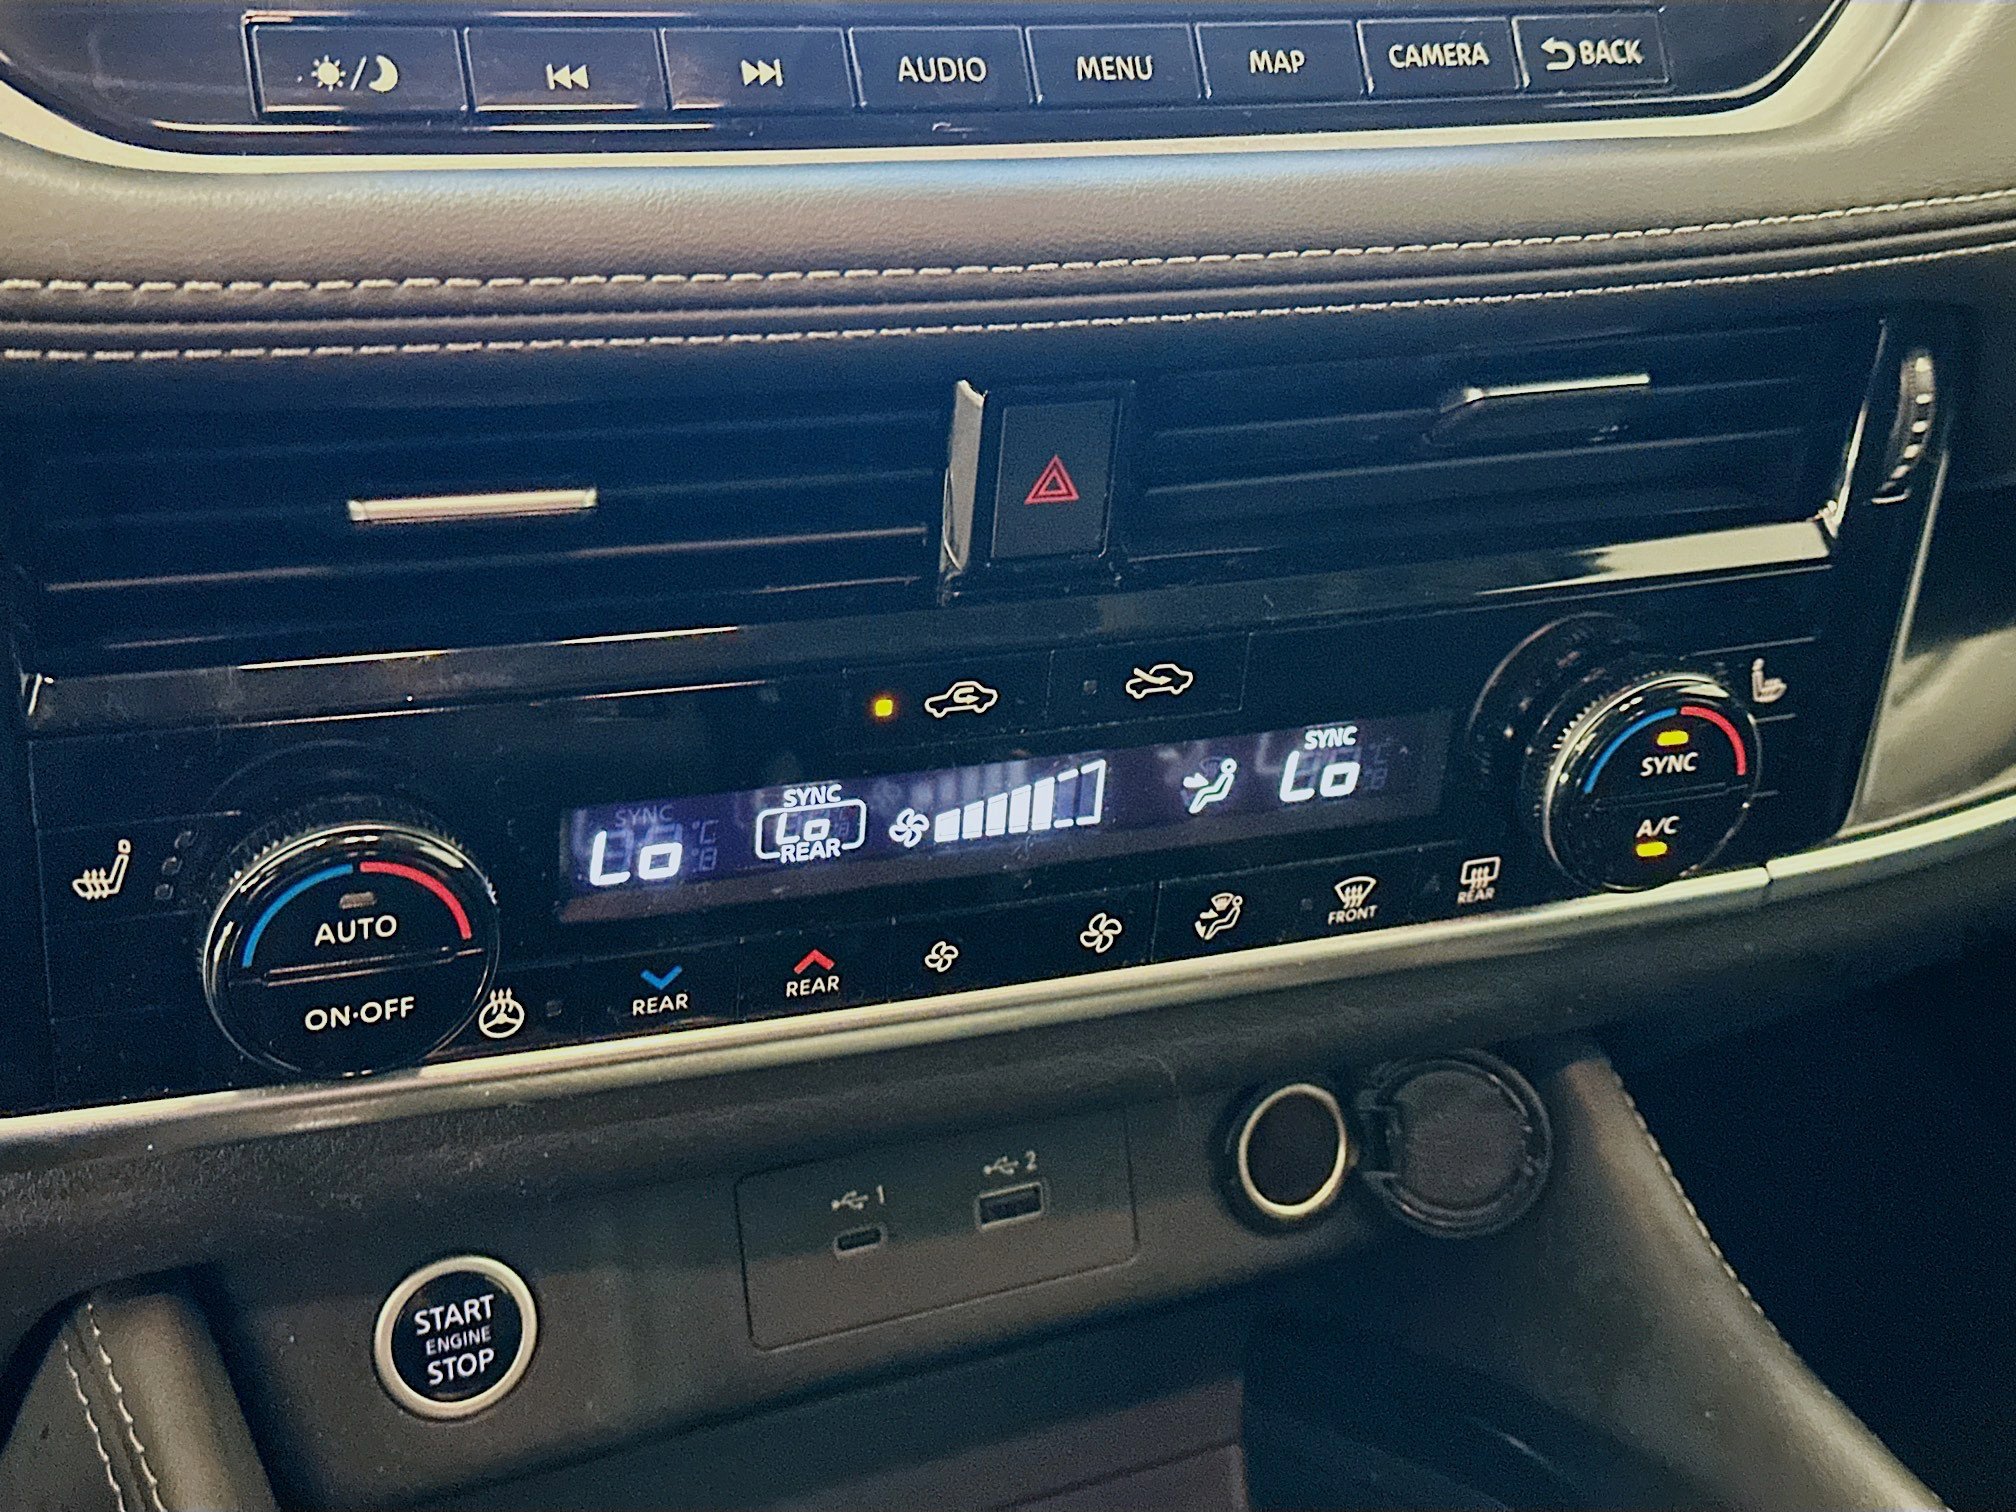 AUDIO
MENU
MAP
CAMERA
BACK
SYNC
Lo
SYNC
Lo
REAR
SYNC
Lo
SYNC
A/C
AUTO
ON·OFF
REAR
REAR
FRONT
REAR
1
2
START
ENGINE
STOP